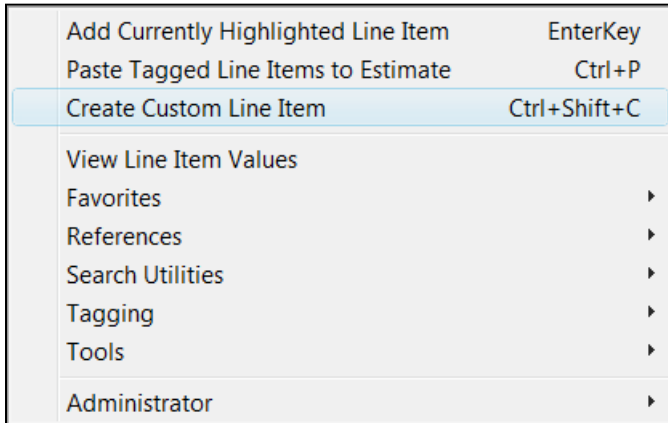 Add Currently Highlighted Line Item EnterKey
Paste Tagged Line Items to Estimate Ctrl+P
Create Custom Line Item Ctrl+Shift+C
View Line Item Values
Favorites
References
Search Utilities
Tagging
Tools
Administrator